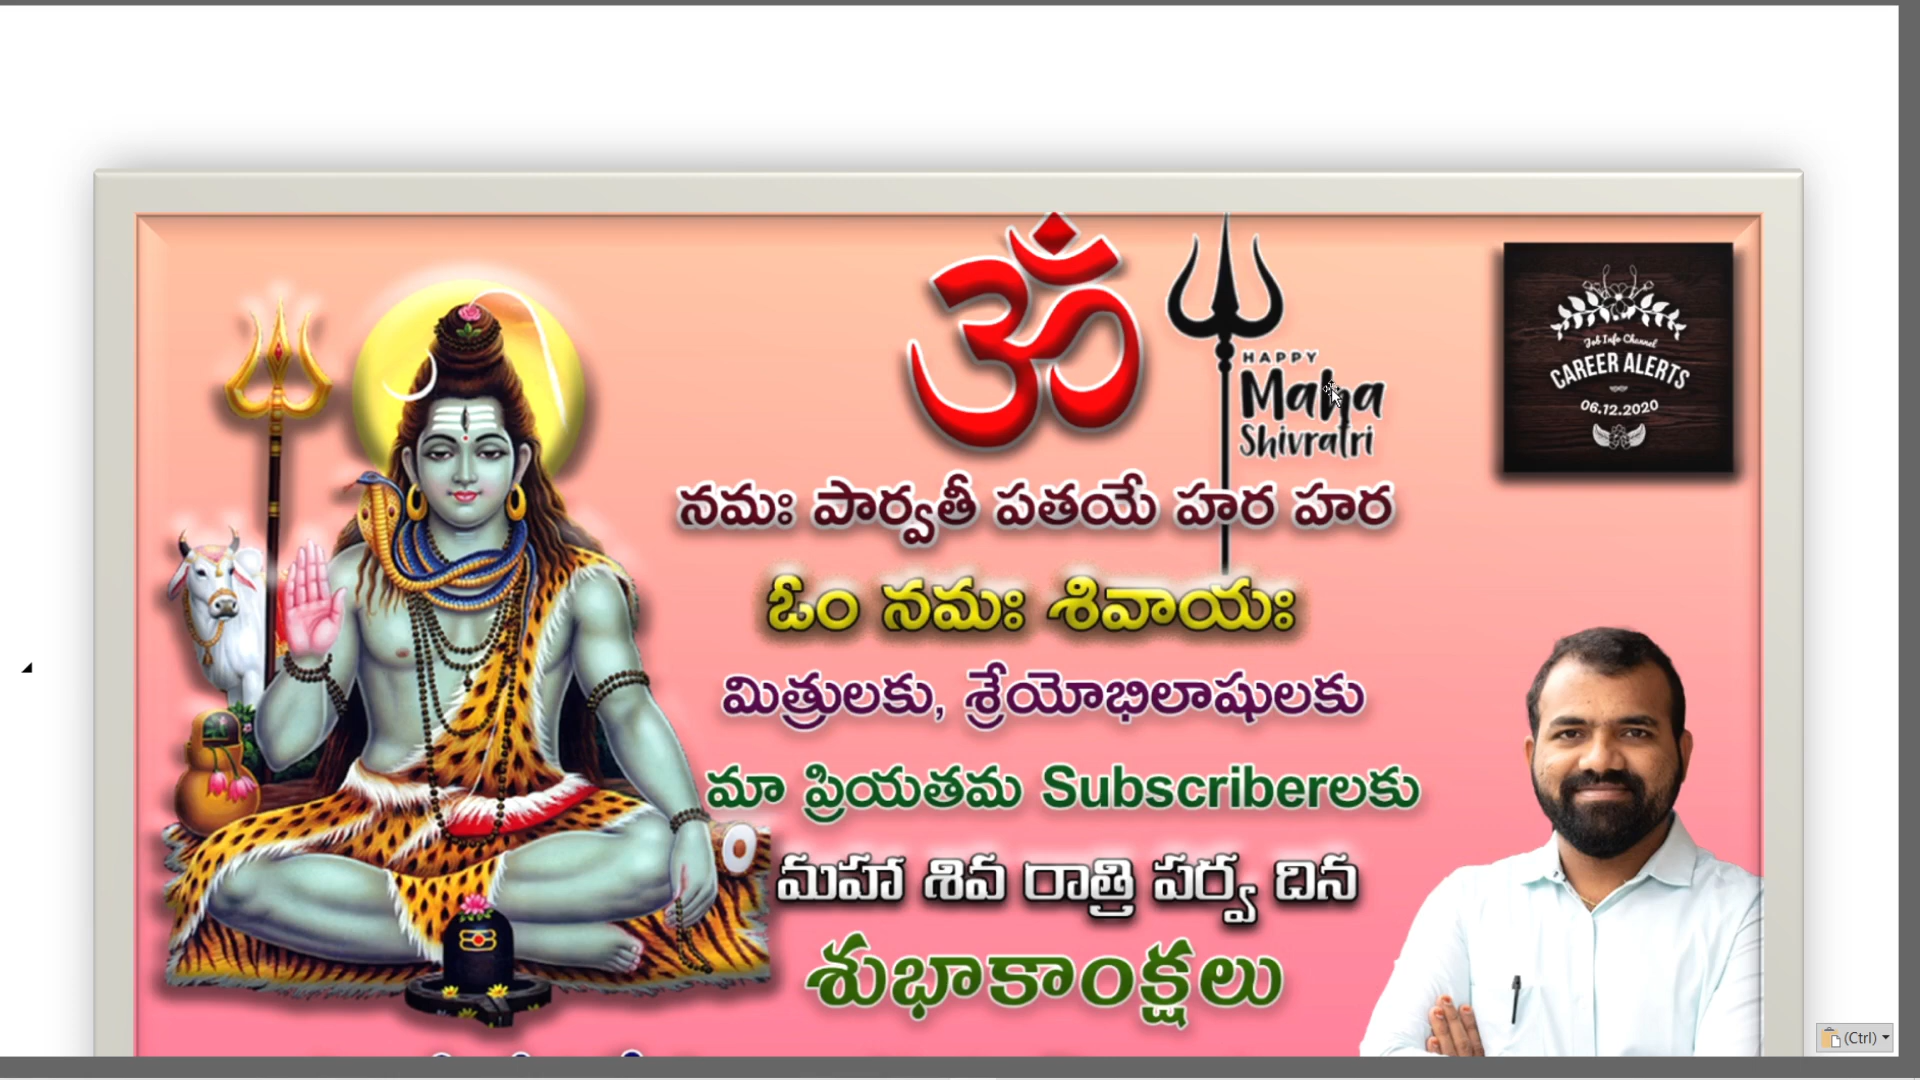 ॐ
HAPPY
Maha
Shivratri
Job Info Channel
CAREER ALERTS
06.12.2020
నమః పార్వతీ పతయే హర హర
ఓం నమః శివాయః
మిత్రులకు, శ్రేయోభిలాషులకు
మా ప్రియతమ Subscriberలకు
మహా శివ రాత్రి పర్వ దిన
శుభాకాంక్షలు
(Ctrl)